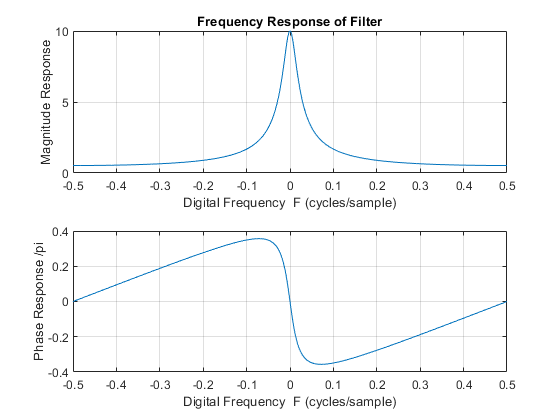 Frequency Response of Filter
Magnitude Response
10
5
0
-0.5 -0.4 -0.3 -0.2 -0.1 0 0.1 0.2 0.3 0.4 0.5
Digital Frequency F (cycles/sample)
Phase Response /pi
0.4
0.2
0
-0.2
-0.4
-0.5 -0.4 -0.3 -0.2 -0.1 0 0.1 0.2 0.3 0.4 0.5
Digital Frequency F (cycles/sample)